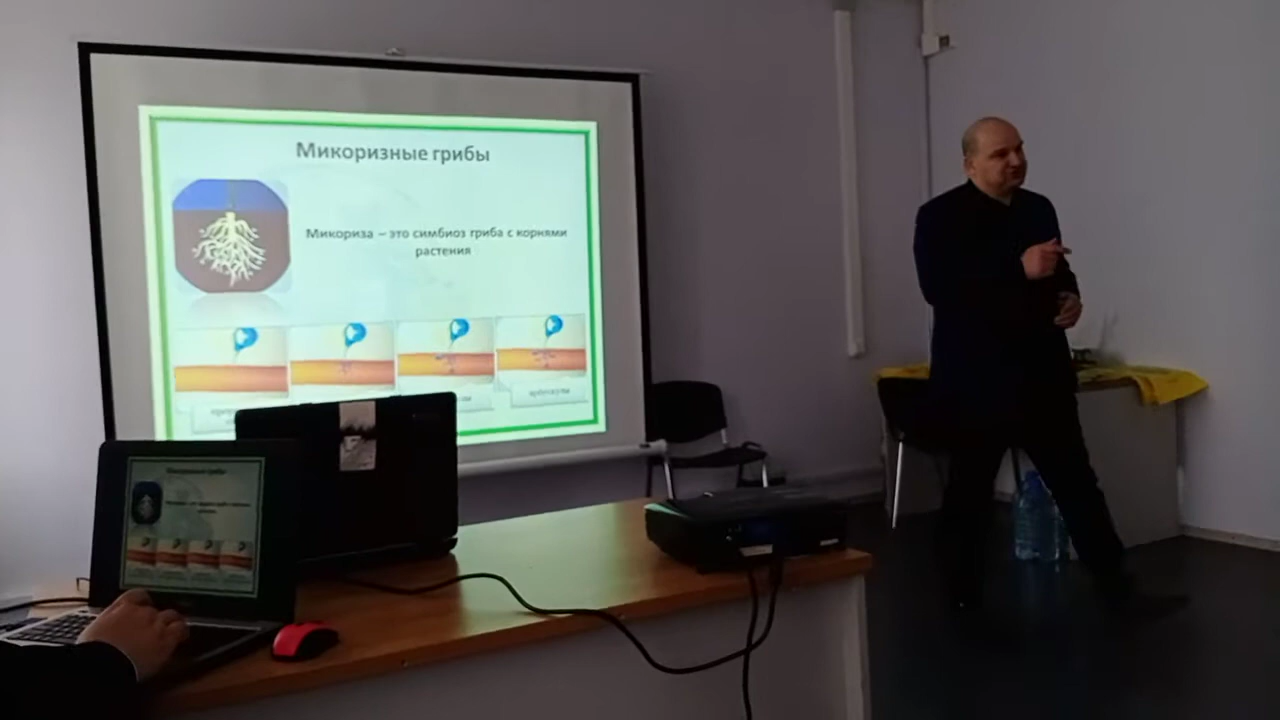 Микоризные грибы
Микориза – это симбиоз гриба с корнями
растения